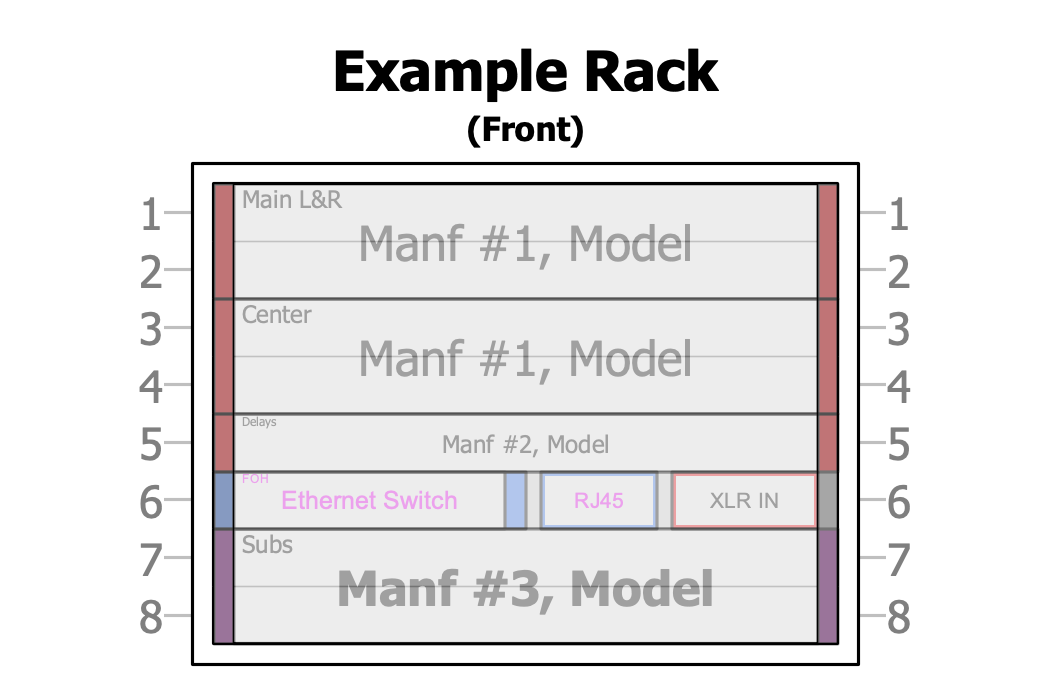 Example Rack
(Front)
Main L&R
1 1
Manf #1, Model
2 2
Center
3 3
Manf #1, Model
4 4
Delays
5 Manf #2, Model 5
FOH
6 Ethernet Switch RJ45 XLR IN 6
Subs
7 7
Manf #3, Model
8 8